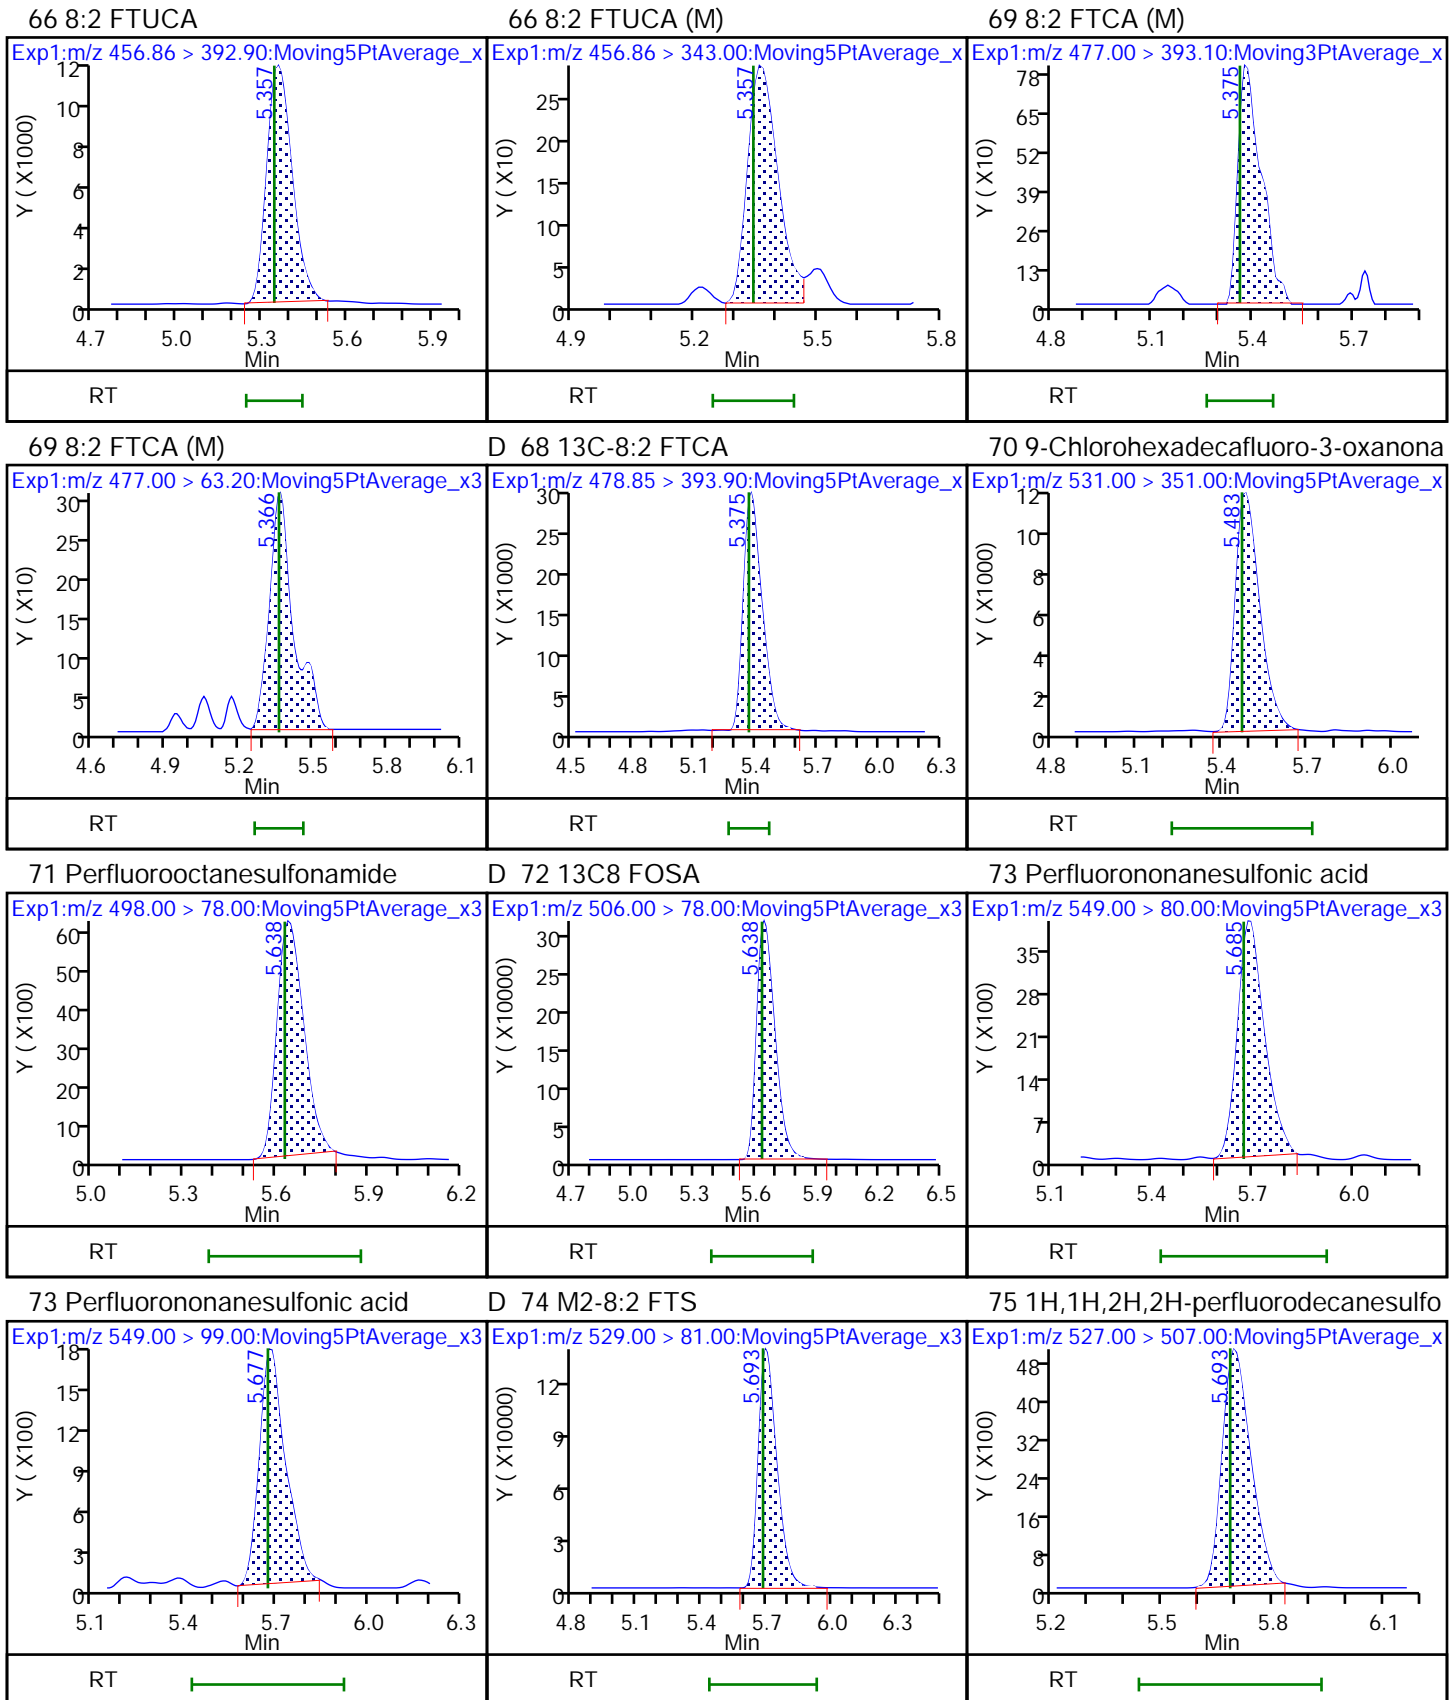 66 8:2 FTUCA
66 8:2 FTUCA (M)
69 8:2 FTCA (M)
Exp1:m/z 456.86 > 392.90:Moving5PtAverage_x
Y ( X1000)
12
10
8
6
4
2
0
5.357
4.7 5.0 5.3 5.6 5.9
Min
RT
Exp1:m/z 456.86 > 343.00:Moving5PtAverage_x
Y ( X10)
25
20
15
10
5
0
5.357
4.9 5.2 5.5 5.8
Min
RT
Exp1:m/z 477.00 > 393.10:Moving3PtAverage_x
Y ( X10)
78
65
52
39
26
13
0
5.375
4.8 5.1 5.4 5.7
Min
RT
69 8:2 FTCA (M)
D 68 13C-8:2 FTCA
70 9-Chlorohexadecafluoro-3-oxanona
Exp1:m/z 477.00 > 63.20:Moving5PtAverage_x3
Y ( X10)
30
25
20
15
10
5
0
5.366
4.6 4.9 5.2 5.5 5.8 6.1
Min
RT
Exp1:m/z 478.85 > 393.90:Moving5PtAverage_x
Y ( X1000)
30
25
20
15
10
5
0
5.375
4.5 4.8 5.1 5.4 5.7 6.0 6.3
Min
RT
Exp1:m/z 531.00 > 351.00:Moving5PtAverage_x
Y ( X1000)
12
10
8
6
4
2
0
5.483
4.8 5.1 5.4 5.7 6.0
Min
RT
71 Perfluorooctanesulfonamide
D 72 13C8 FOSA
73 Perfluorononanesulfonic acid
Exp1:m/z 498.00 > 78.00:Moving5PtAverage_x3
Y ( X100)
60
50
40
30
20
10
0
5.638
5.0 5.3 5.6 5.9 6.2
Min
RT
Exp1:m/z 506.00 > 78.00:Moving5PtAverage_x3
Y ( X10000)
30
25
20
15
10
5
0
5.638
4.7 5.0 5.3 5.6 5.9 6.2 6.5
Min
RT
Exp1:m/z 549.00 > 80.00:Moving5PtAverage_x3
Y ( X100)
35
28
21
14
7
0
5.685
5.1 5.4 5.7 6.0
Min
RT
73 Perfluorononanesulfonic acid
D 74 M2-8:2 FTS
75 1H,1H,2H,2H-perfluorodecanesulfo
Exp1:m/z 549.00 > 99.00:Moving5PtAverage_x3
Y ( X100)
18
15
12
9
6
3
0
5.677
5.1 5.4 5.7 6.0 6.3
Min
RT
Exp1:m/z 529.00 > 81.00:Moving5PtAverage_x3
Y ( X10000)
12
9
6
3
0
5.693
4.8 5.1 5.4 5.7 6.0 6.3
Min
RT
Exp1:m/z 527.00 > 507.00:Moving5PtAverage_x
Y ( X100)
48
40
32
24
16
8
0
5.693
5.2 5.5 5.8 6.1
Min
RT